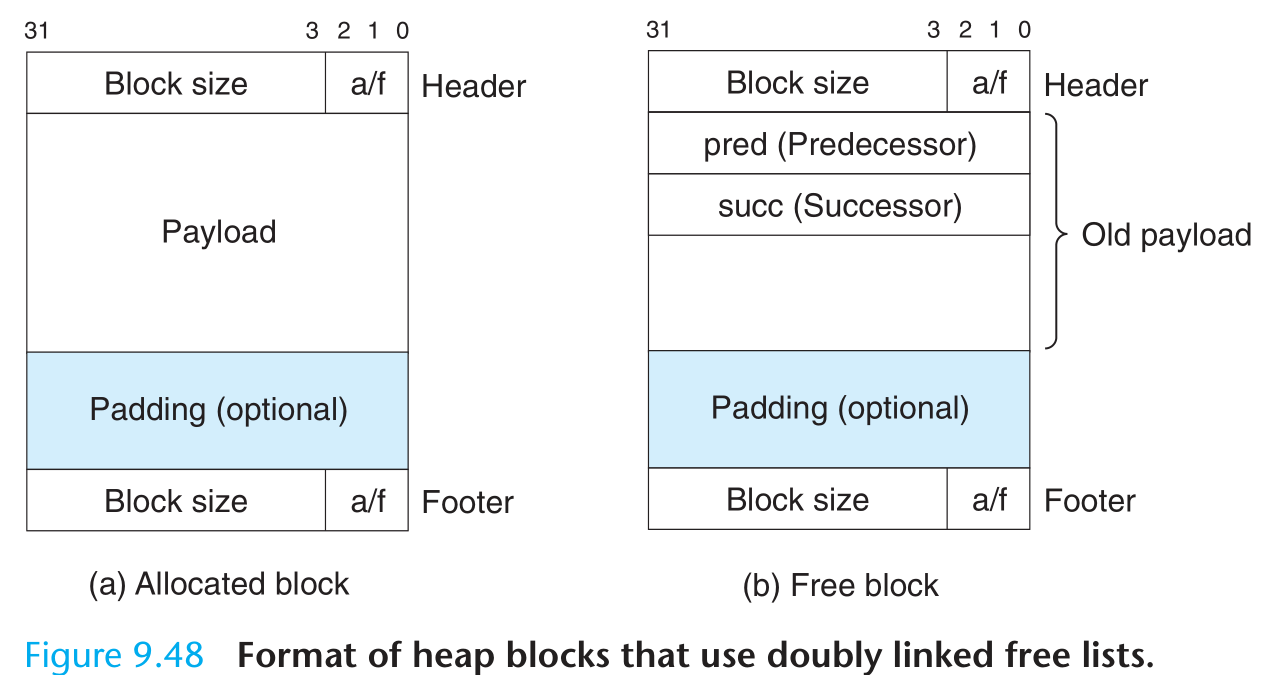 31 3 2 1 0
Block size a/f Header
Payload
Padding (optional)
Block size a/f Footer
(a) Allocated block
31 3 2 1 0
Block size a/f Header
pred (Predecessor)
succ (Successor)
Old payload
Padding (optional)
Block size a/f Footer
(b) Free block
Figure 9.48 Format of heap blocks that use doubly linked free lists.